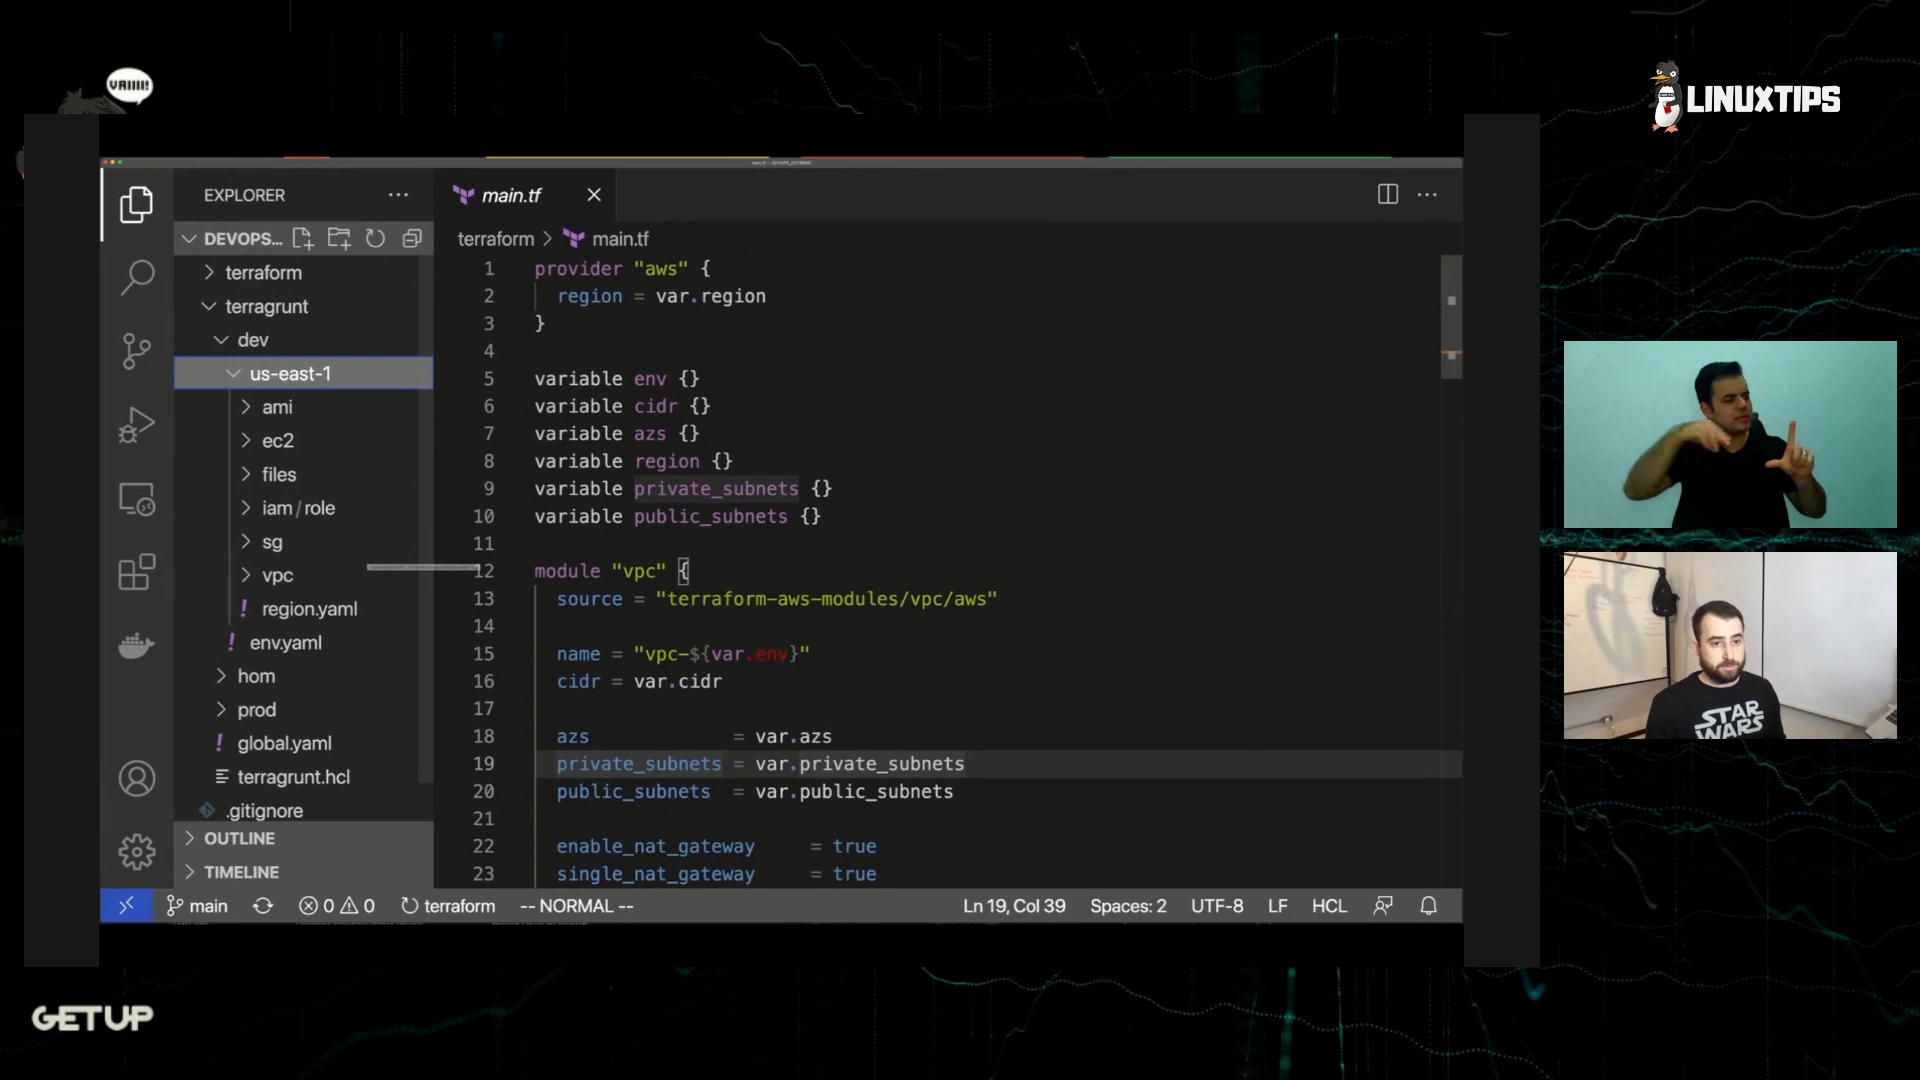 VAIIII!
LINUXTIPS
main.tf — DEVOPS_EXTREME
EXPLORER
DEVOPS...
terraform
terragrunt
dev
us-east-1
ami
ec2
files
iam/role
sg
vpc
region.yaml
env.yaml
hom
prod
global.yaml
terragrunt.hcl
.gitignore
OUTLINE
TIMELINE
main.tf
terraform > main.tf
1 provider "aws" {
2 region = var.region
3 }
4
5 variable env {}
6 variable cidr {}
7 variable azs {}
8 variable region {}
9 variable private_subnets {}
10 variable public_subnets {}
11
12 module "vpc" {
13 source = "terraform-aws-modules/vpc/aws"
14
15 name = "vpc-${var.env}"
16 cidr = var.cidr
17
18 azs = var.azs
19 private_subnets = var.private_subnets
20 public_subnets = var.public_subnets
21
22 enable_nat_gateway = true
23 single_nat_gateway = true
main 0 0 terraform -- NORMAL -- Ln 19, Col 39 Spaces: 2 UTF-8 LF HCL
STAR
WARS
GETUP